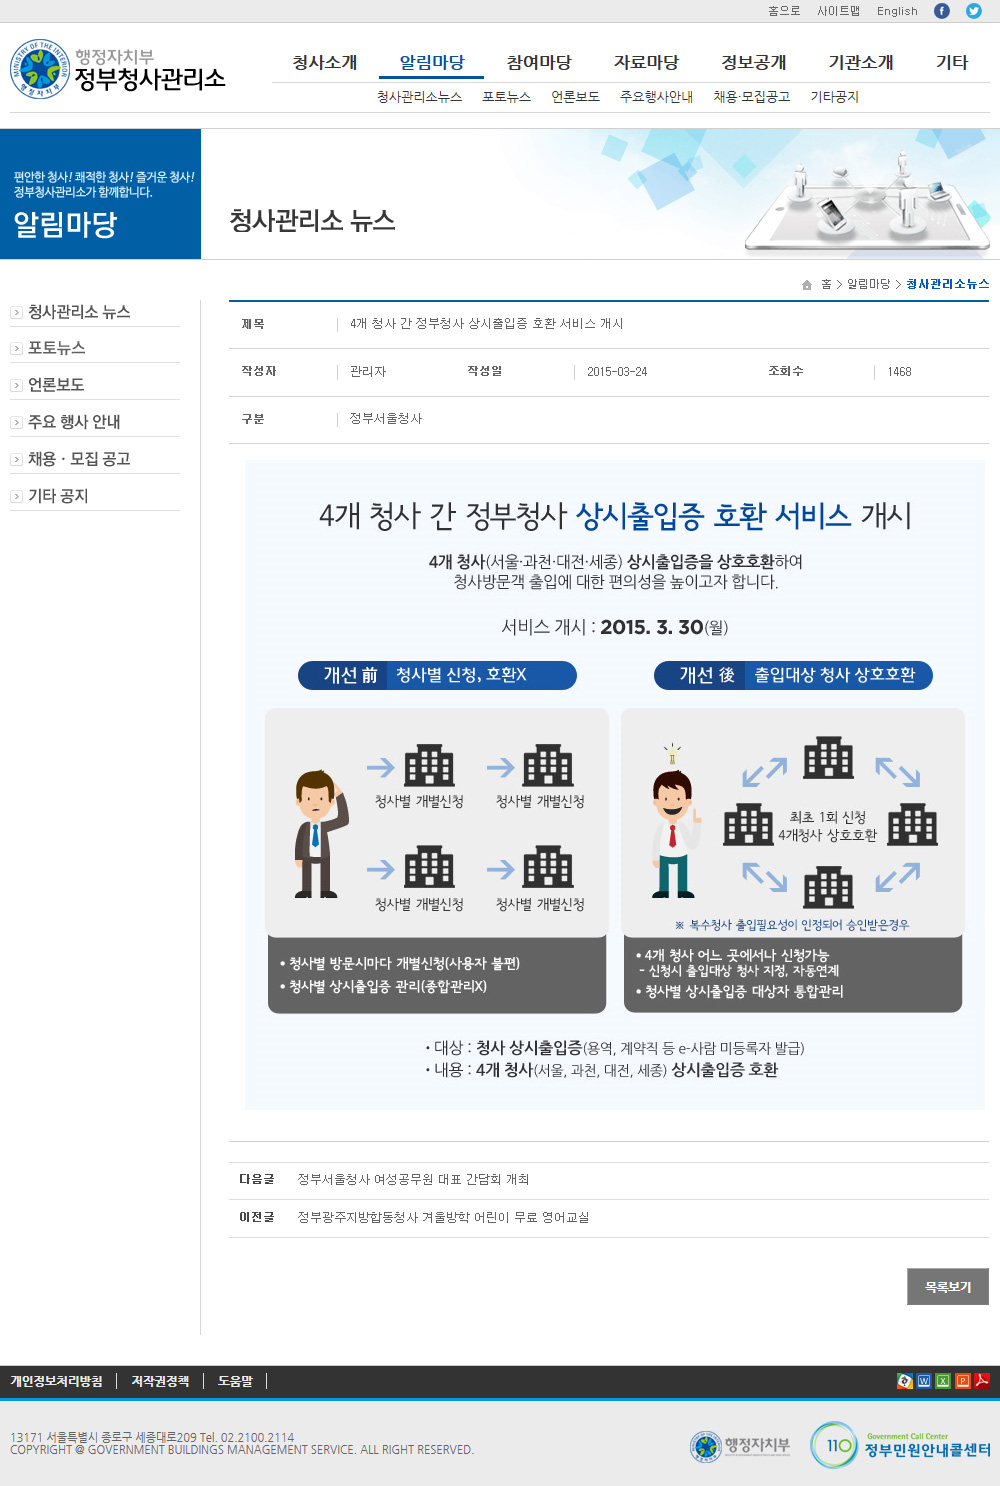 홈으로 사이트맵 English
MINISTRY OF THE INTERIOR
행정자치부
행정자치부
정부청사관리소
청사소개 알림마당 참여마당 자료마당 정보공개 기관소개 기타
청사관리소뉴스 포토뉴스 언론보도 주요행사안내 채용·모집공고 기타공지
편안한 청사! 쾌적한 청사! 즐거운 청사!
정부청사관리소가 함께합니다.
알림마당
청사관리소 뉴스
홈 > 알림마당 > 청사관리소뉴스
청사관리소 뉴스
포토뉴스
언론보도
주요 행사 안내
채용 · 모집 공고
기타 공지
제목 4개 청사 간 정부청사 상시출입증 호환 서비스 개시
작성자 관리자 작성일 2015-03-24 조회수 1468
구분 정부서울청사
4개 청사 간 정부청사 상시출입증 호환 서비스 개시
4개 청사(서울·과천·대전·세종) 상시출입증을 상호호환하여
청사방문객 출입에 대한 편의성을 높이고자 합니다.
서비스 개시 : 2015. 3. 30(월)
개선 前 청사별 신청, 호환X
청사별 개별신청 청사별 개별신청
청사별 개별신청 청사별 개별신청
• 청사별 방문시마다 개별신청(사용자 불편)
• 청사별 상시출입증 관리(종합관리X)
개선 後 출입대상 청사 상호호환
최초 1회 신청
4개청사 상호호환
※ 복수청사 출입필요성이 인정되어 승인받은경우
• 4개 청사 어느 곳에서나 신청가능
- 신청시 출입대상 청사 지정, 자동연계
• 청사별 상시출입증 대상자 통합관리
· 대상 : 청사 상시출입증(용역, 계약직 등 e-사람 미등록자 발급)
· 내용 : 4개 청사(서울, 과천, 대전, 세종) 상시출입증 호환
다음글 정부서울청사 여성공무원 대표 간담회 개최
이전글 정부광주지방합동청사 겨울방학 어린이 무료 영어교실
목록보기
개인정보처리방침 저작권정책 도움말
13171 서울특별시 종로구 세종대로209 Tel. 02.2100.2114
COPYRIGHT @ GOVERNMENT BUILDINGS MANAGEMENT SERVICE. ALL RIGHT RESERVED.
행정자치부
110
Government Call Center
정부민원안내콜센터